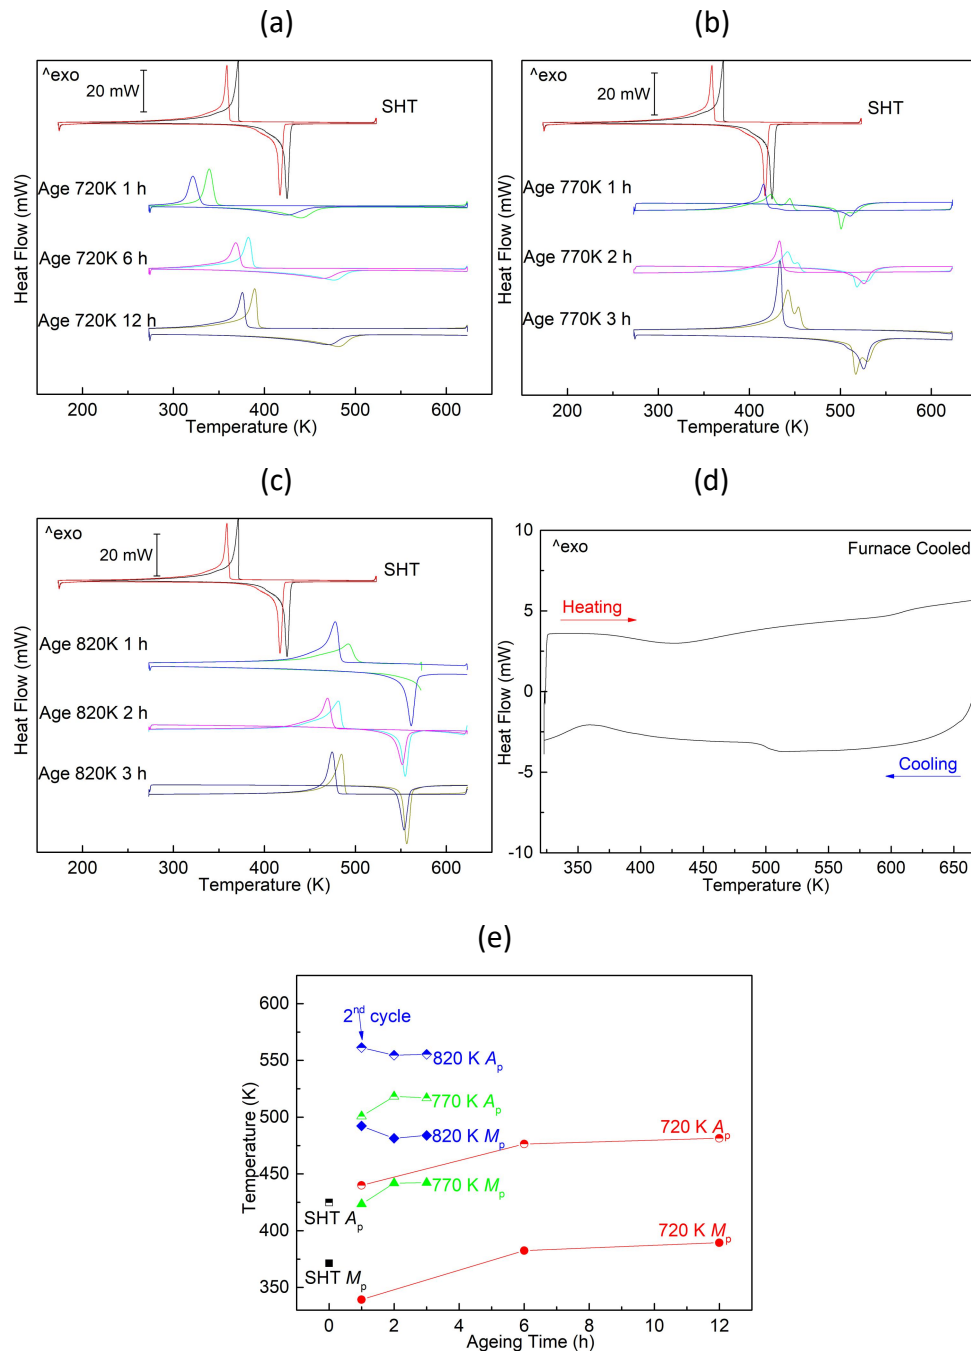 (a)
^exo
20 mW
SHT
Age 720K 1 h
Age 720K 6 h
Age 720K 12 h
Heat Flow (mW)
200 300 400 500 600
Temperature (K)
(b)
^exo
20 mW
SHT
Age 770K 1 h
Age 770K 2 h
Age 770K 3 h
Heat Flow (mW)
200 300 400 500 600
Temperature (K)
(c)
^exo
20 mW
SHT
Age 820K 1 h
Age 820K 2 h
Age 820K 3 h
Heat Flow (mW)
200 300 400 500 600
Temperature (K)
(d)
10
5
0
-5
-10
^exo
Furnace Cooled
Heating
Cooling
Heat Flow (mW)
350 400 450 500 550 600 650
Temperature (K)
(e)
600
550
500
450
400
350
Temperature (K)
2nd cycle
820 K Ap
770 K Ap
820 K Mp
720 K Ap
770 K Mp
SHT Ap
720 K Mp
SHT Mp
0 2 4 6 8 10 12
Ageing Time (h)